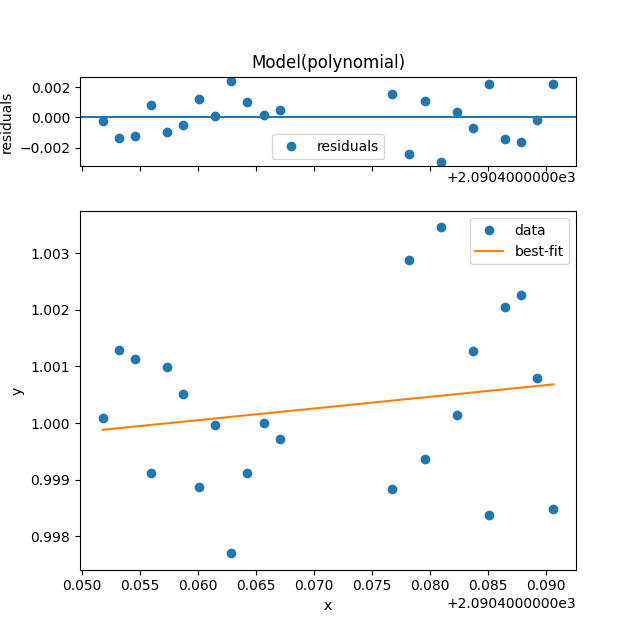 Model(polynomial)
residuals
0.002
0.000
−0.002
residuals
+2.0904000000e3
y
1.003
1.002
1.001
1.000
0.999
0.998
data
best-fit
0.050 0.055 0.060 0.065 0.070 0.075 0.080 0.085 0.090
x
+2.0904000000e3